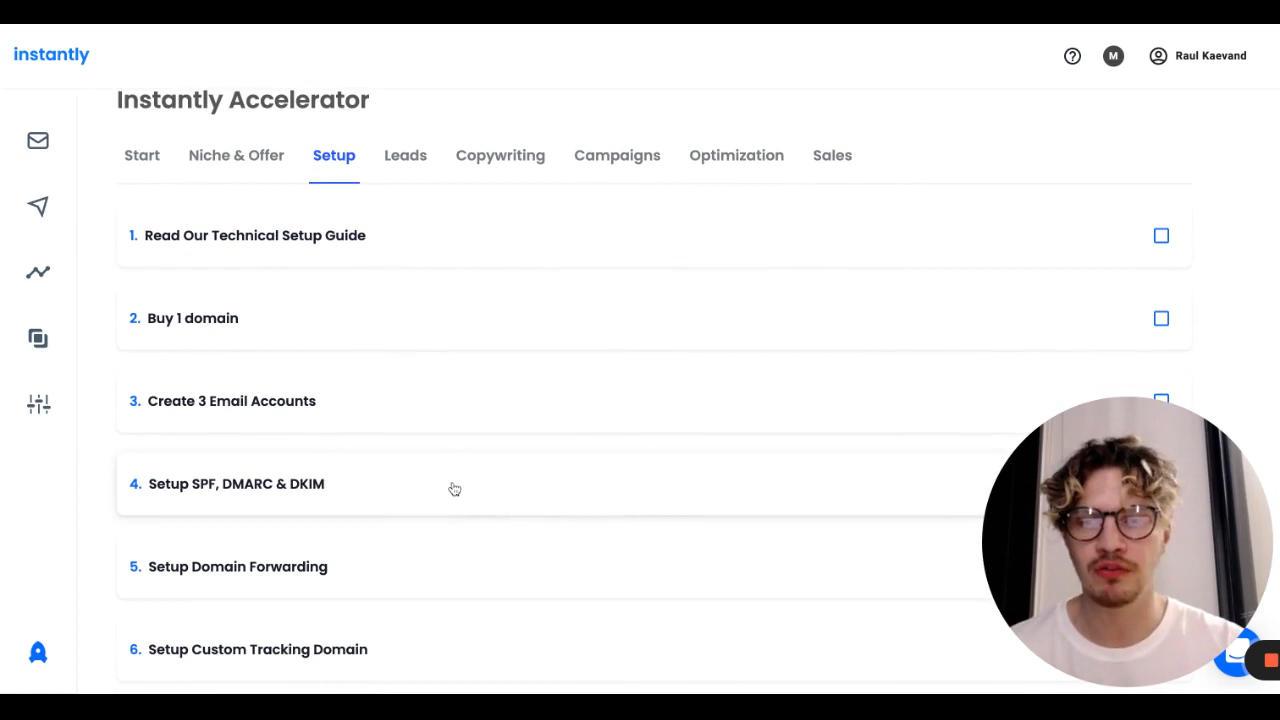 instantly
M
Raul Kaevand
Instantly Accelerator
Start Niche & Offer Setup Leads Copywriting Campaigns Optimization Sales
1. Read Our Technical Setup Guide
2. Buy 1 domain
3. Create 3 Email Accounts
4. Setup SPF, DMARC & DKIM
5. Setup Domain Forwarding
6. Setup Custom Tracking Domain